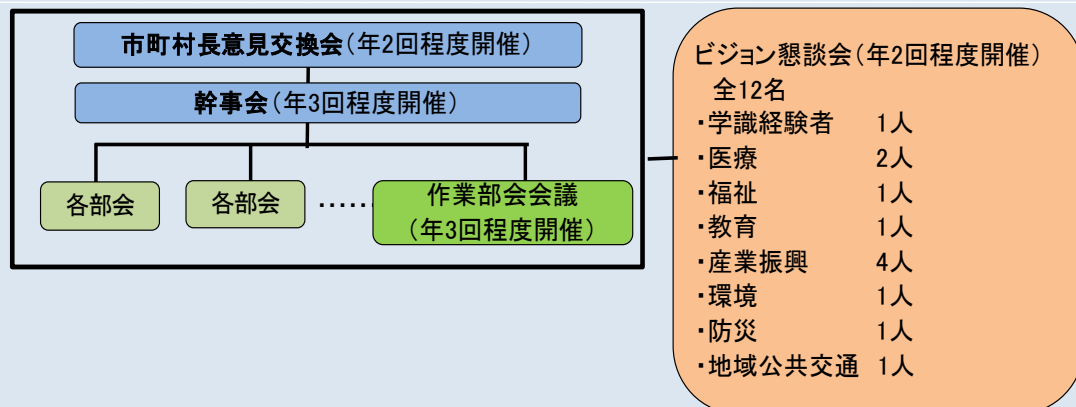 市町村長意見交換会(年2回程度開催)
幹事会(年3回程度開催)
各部会
各部会
……
作業部会会議
(年3回程度開催)
ビジョン懇談会(年2回程度開催)
全12名
・学識経験者 1人
・医療 2人
・福祉 1人
・教育 1人
・産業振興 4人
・環境 1人
・防災 1人
・地域公共交通 1人